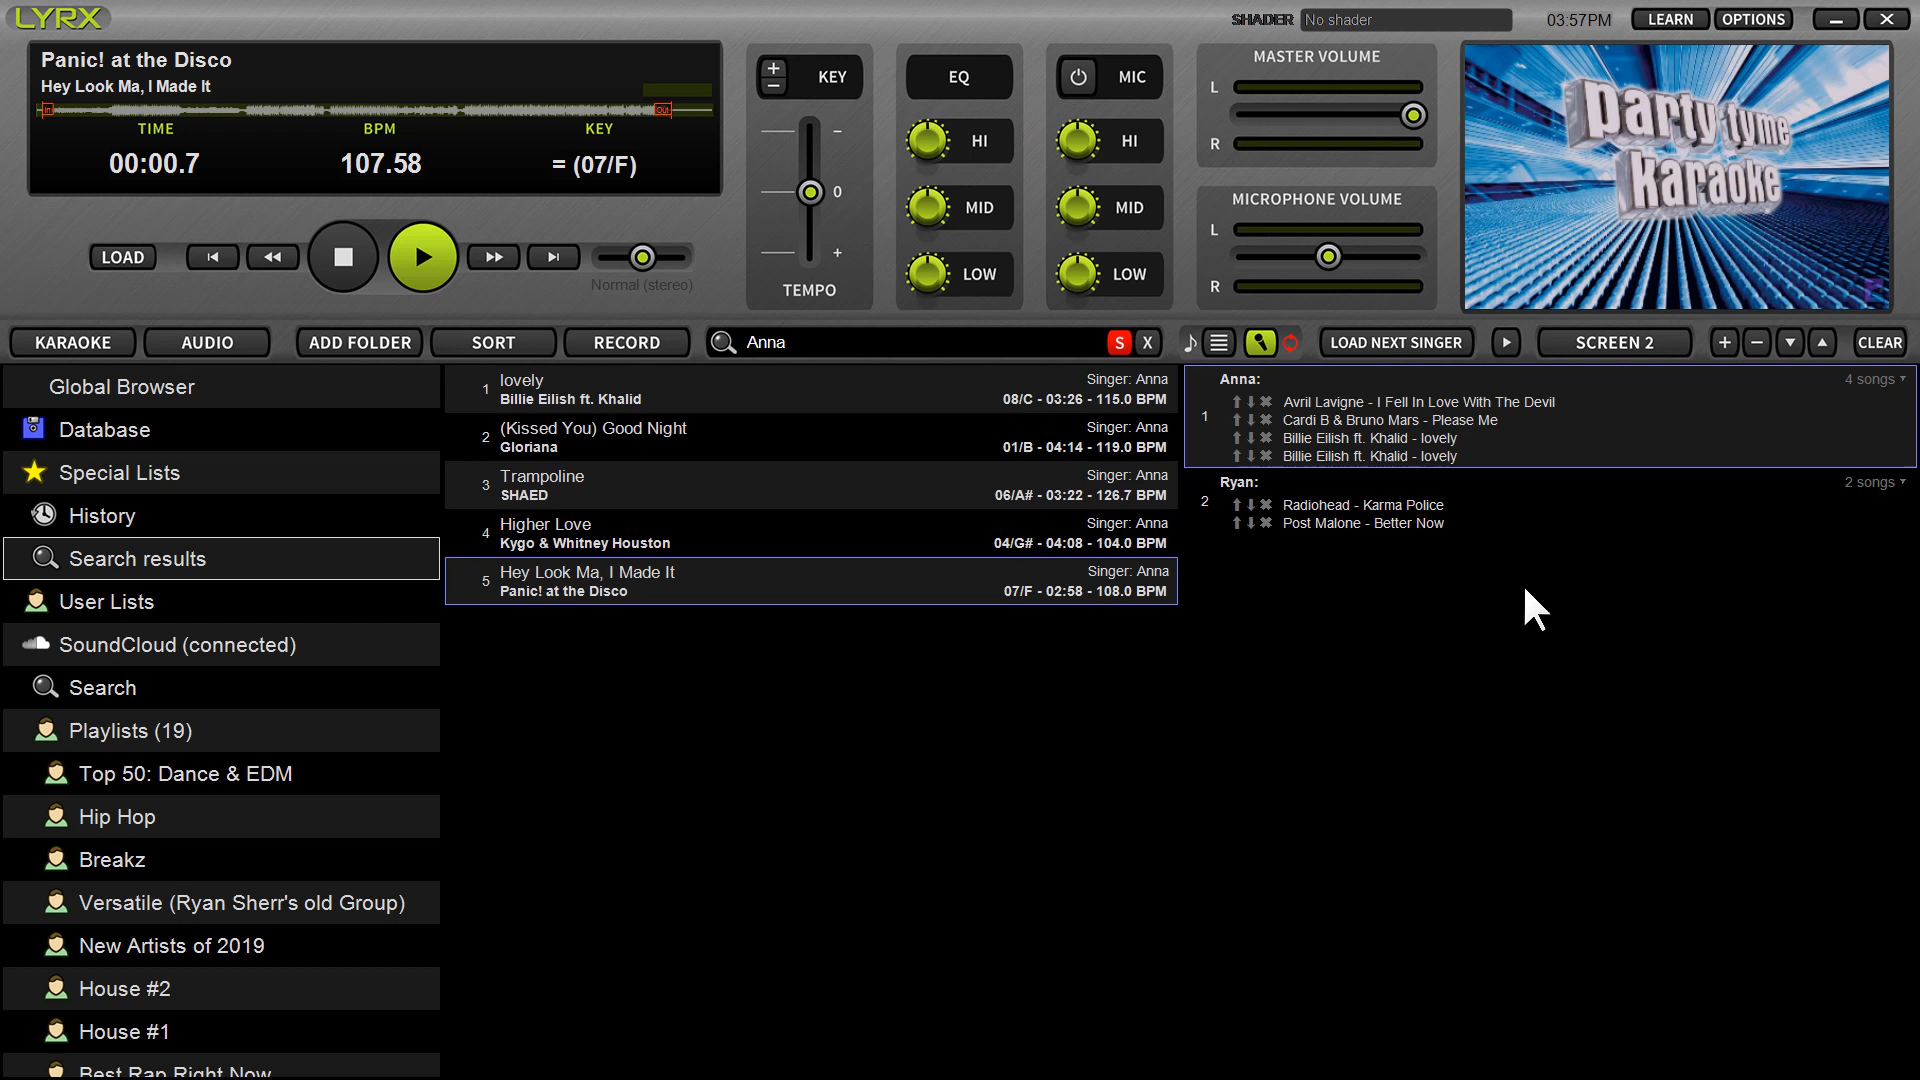 LYRX
SHADER No shader 03:57PM LEARN OPTIONS
Panic! at the Disco
Hey Look Ma, I Made It
In Out
TIME BPM KEY
00:00.7 107.58 = (07/F)
LOAD
Normal (stereo)
+ KEY
−
− 0 +
TEMPO
EQ
HI
MID
LOW
MIC
HI
MID
LOW
MASTER VOLUME
L
R
MICROPHONE VOLUME
L
R
party tyme
karaoke
KARAOKE AUDIO ADD FOLDER SORT RECORD Anna S X LOAD NEXT SINGER SCREEN 2 + − CLEAR
Global Browser
Database
Special Lists
History
Search results
User Lists
SoundCloud (connected)
Search
Playlists (19)
Top 50: Dance & EDM
Hip Hop
Breakz
Versatile (Ryan Sherr's old Group)
New Artists of 2019
House #2
House #1
Best Rap Right Now
1 lovely Singer: Anna
Billie Eilish ft. Khalid 08/C - 03:26 - 115.0 BPM
2 (Kissed You) Good Night Singer: Anna
Gloriana 01/B - 04:14 - 119.0 BPM
3 Trampoline Singer: Anna
SHAED 06/A# - 03:22 - 126.7 BPM
4 Higher Love Singer: Anna
Kygo & Whitney Houston 04/G# - 04:08 - 104.0 BPM
5 Hey Look Ma, I Made It Singer: Anna
Panic! at the Disco 07/F - 02:58 - 108.0 BPM
Anna: 4 songs
1
Avril Lavigne - I Fell In Love With The Devil
Cardi B & Bruno Mars - Please Me
Billie Eilish ft. Khalid - lovely
Billie Eilish ft. Khalid - lovely
Ryan: 2 songs
2
Radiohead - Karma Police
Post Malone - Better Now